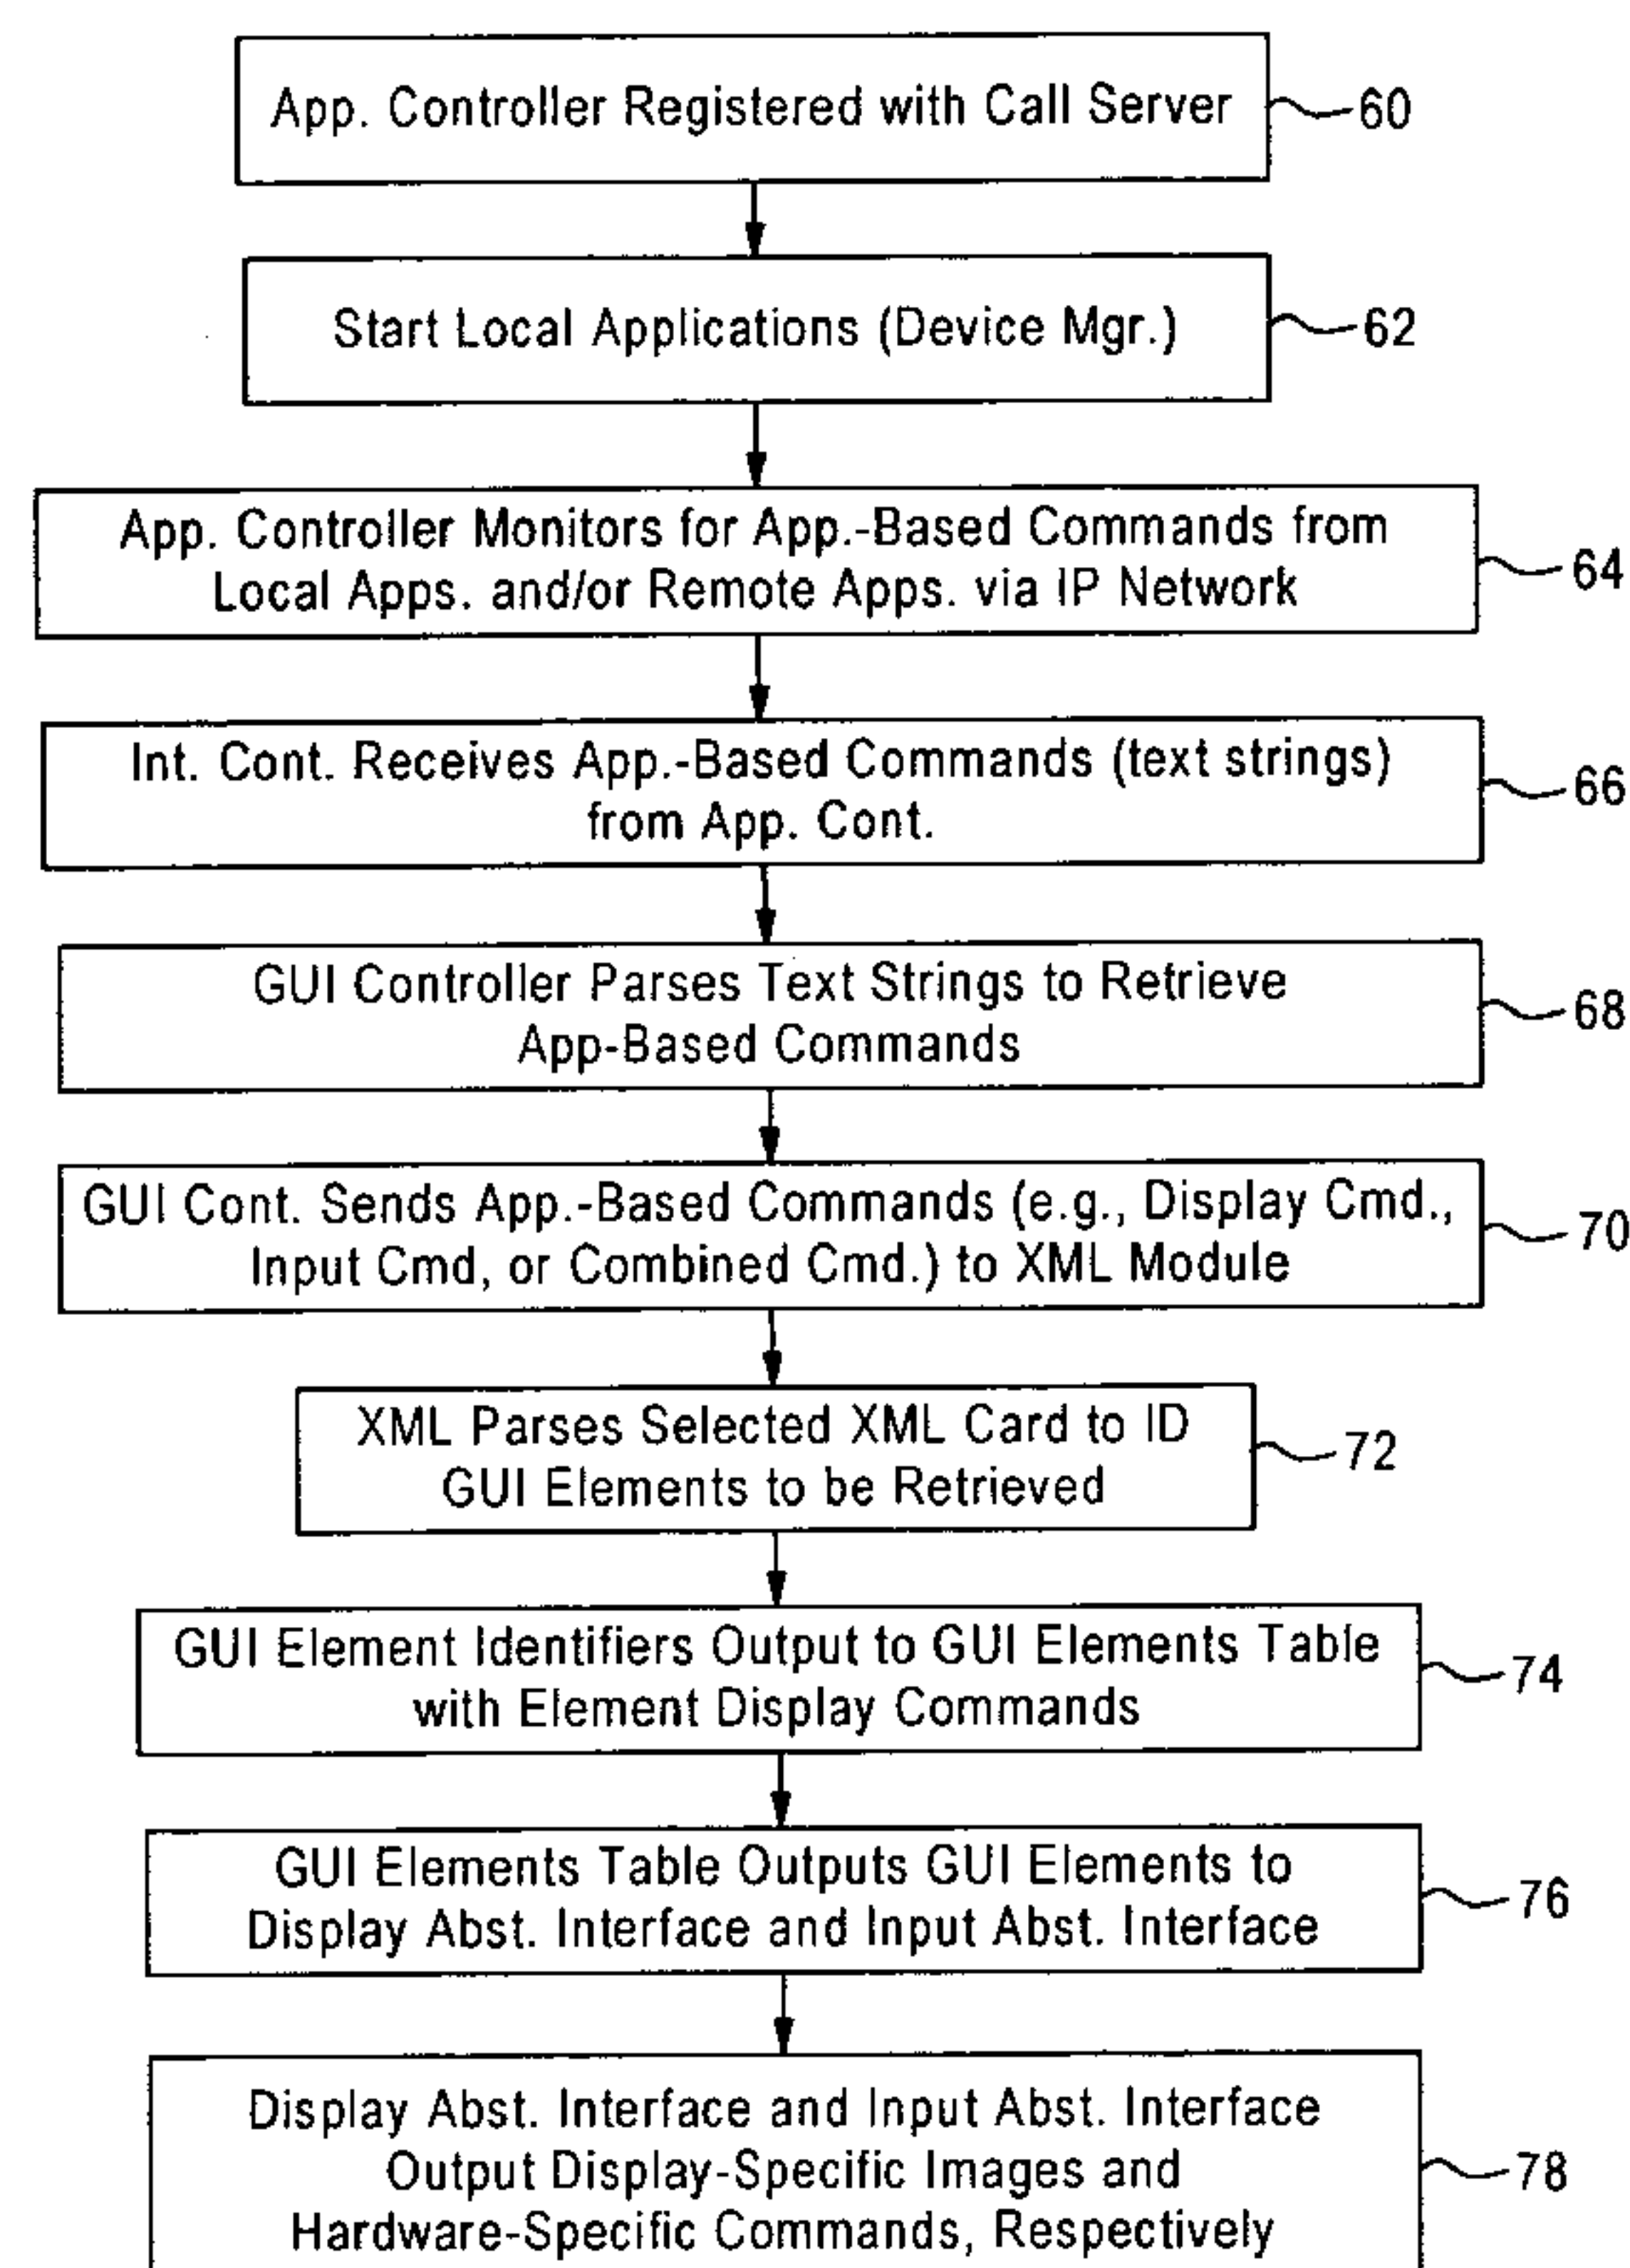 App. Controller Registered with Call Server
60
Start Local Applications (Device Mgr.)
62
App. Controller Monitors for App.-Based Commands from
Local Apps. and/or Remote Apps. via IP Network
64
Int. Cont. Receives App.-Based Commands (text strings)
from App. Cont.
66
GUI Controller Parses Text Strings to Retrieve
App-Based Commands
68
GUI Cont. Sends App.-Based Commands (e.g., Display Cmd.,
Input Cmd, or Combined Cmd.) to XML Module
70
XML Parses Selected XML Card to ID
GUI Elements to be Retrieved
72
GUI Element Identifiers Output to GUI Elements Table
with Element Display Commands
74
GUI Elements Table Outputs GUI Elements to
Display Abst. Interface and Input Abst. Interface
76
Display Abst. Interface and Input Abst. Interface
Output Display-Specific Images and
Hardware-Specific Commands, Respectively
78